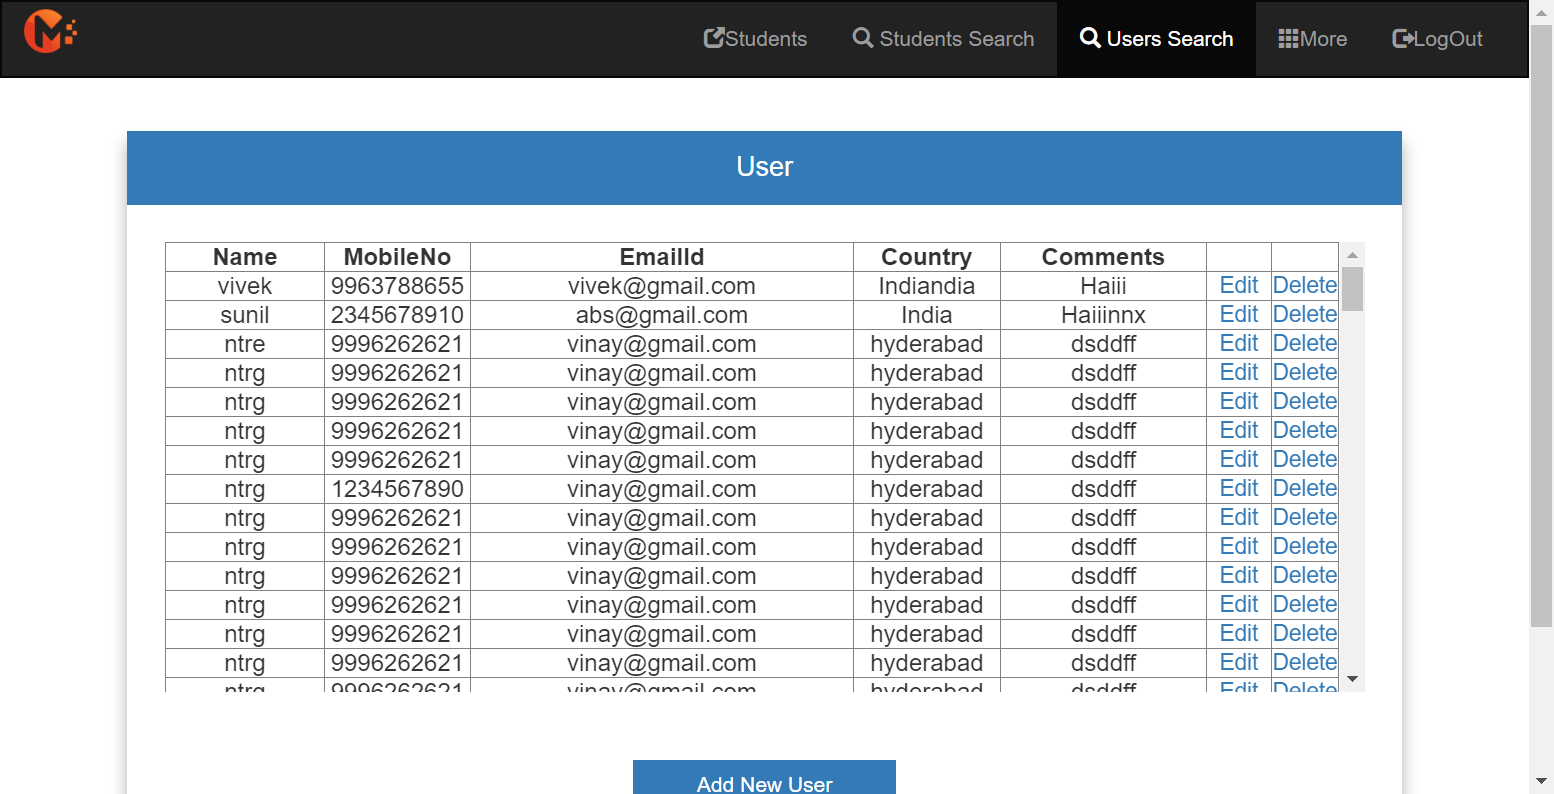 Students Students Search Users Search More LogOut
User
Name MobileNo EmailId Country Comments
vivek 9963788655 vivek@gmail.com Indiandia Haiii Edit Delete
sunil 2345678910 abs@gmail.com India Haiiinnx Edit Delete
ntre 9996262621 vinay@gmail.com hyderabad dsddff Edit Delete
ntrg 9996262621 vinay@gmail.com hyderabad dsddff Edit Delete
ntrg 9996262621 vinay@gmail.com hyderabad dsddff Edit Delete
ntrg 9996262621 vinay@gmail.com hyderabad dsddff Edit Delete
ntrg 9996262621 vinay@gmail.com hyderabad dsddff Edit Delete
ntrg 1234567890 vinay@gmail.com hyderabad dsddff Edit Delete
ntrg 9996262621 vinay@gmail.com hyderabad dsddff Edit Delete
ntrg 9996262621 vinay@gmail.com hyderabad dsddff Edit Delete
ntrg 9996262621 vinay@gmail.com hyderabad dsddff Edit Delete
ntrg 9996262621 vinay@gmail.com hyderabad dsddff Edit Delete
ntrg 9996262621 vinay@gmail.com hyderabad dsddff Edit Delete
ntrg 9996262621 vinay@gmail.com hyderabad dsddff Edit Delete
ntrg 9996262621 vinay@gmail.com hyderabad dsddff Edit Delete
Add New User